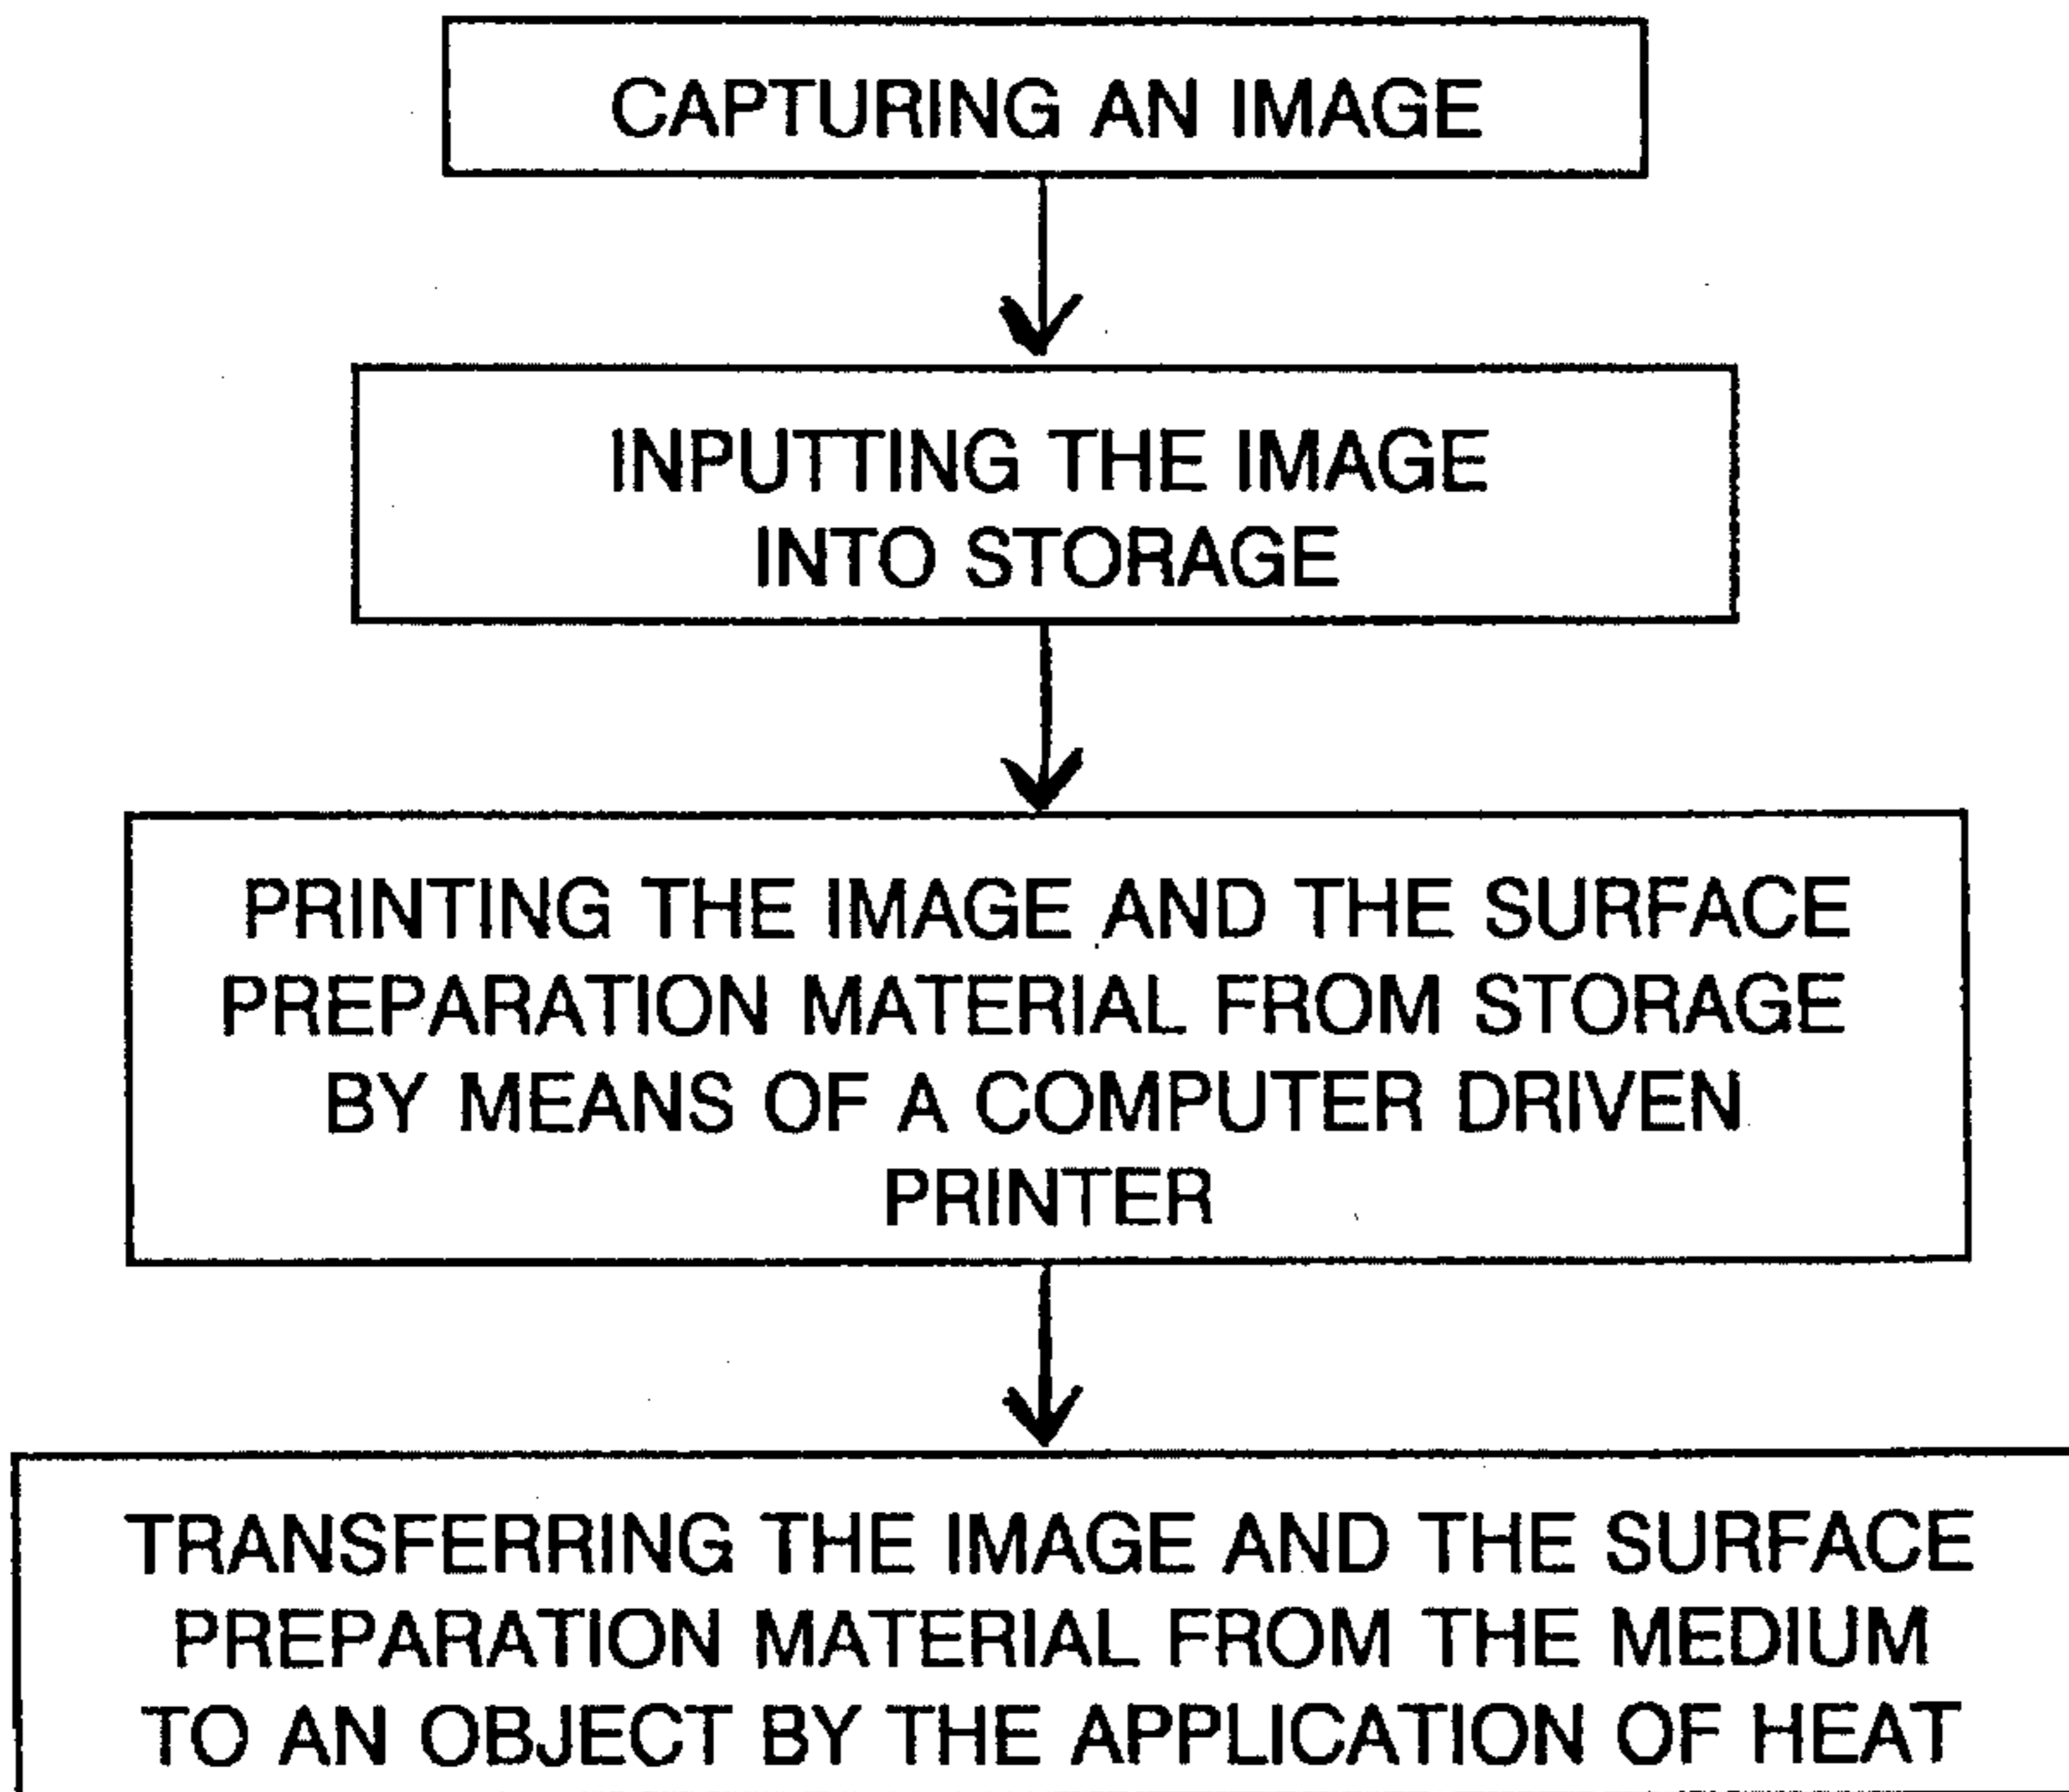 CAPTURING AN IMAGE
INPUTTING THE IMAGE
INTO STORAGE
PRINTING THE IMAGE AND THE SURFACE
PREPARATION MATERIAL FROM STORAGE
BY MEANS OF A COMPUTER DRIVEN
PRINTER
TRANSFERRING THE IMAGE AND THE SURFACE
PREPARATION MATERIAL FROM THE MEDIUM
TO AN OBJECT BY THE APPLICATION OF HEAT